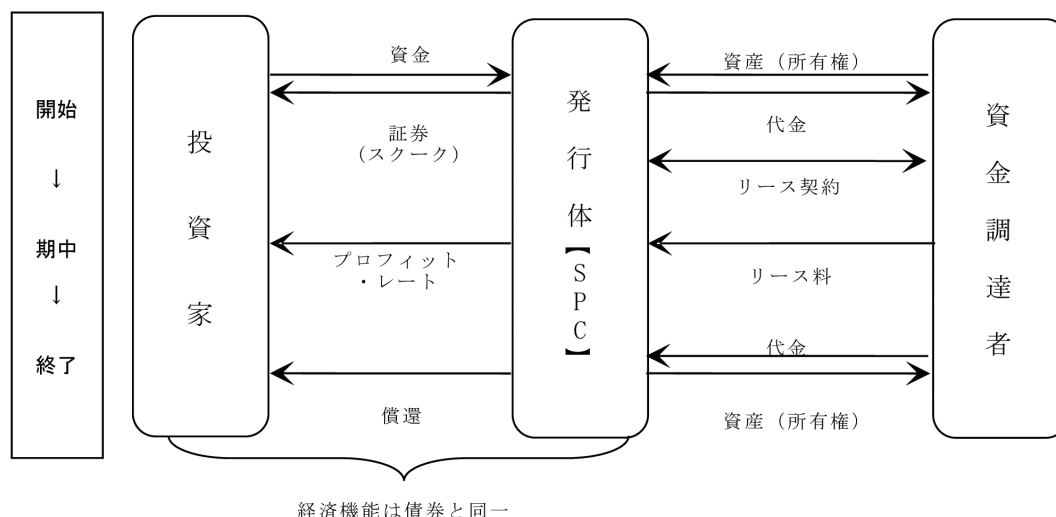 開始
↓
期中
↓
終了
投資家
資金
証券
(スクーク)
プロフィット
・レート
償還
発行体【SPC】
資産（所有権）
代金
リース契約
リース料
代金
資産（所有権）
資金調達者
経済機能は債券と同一